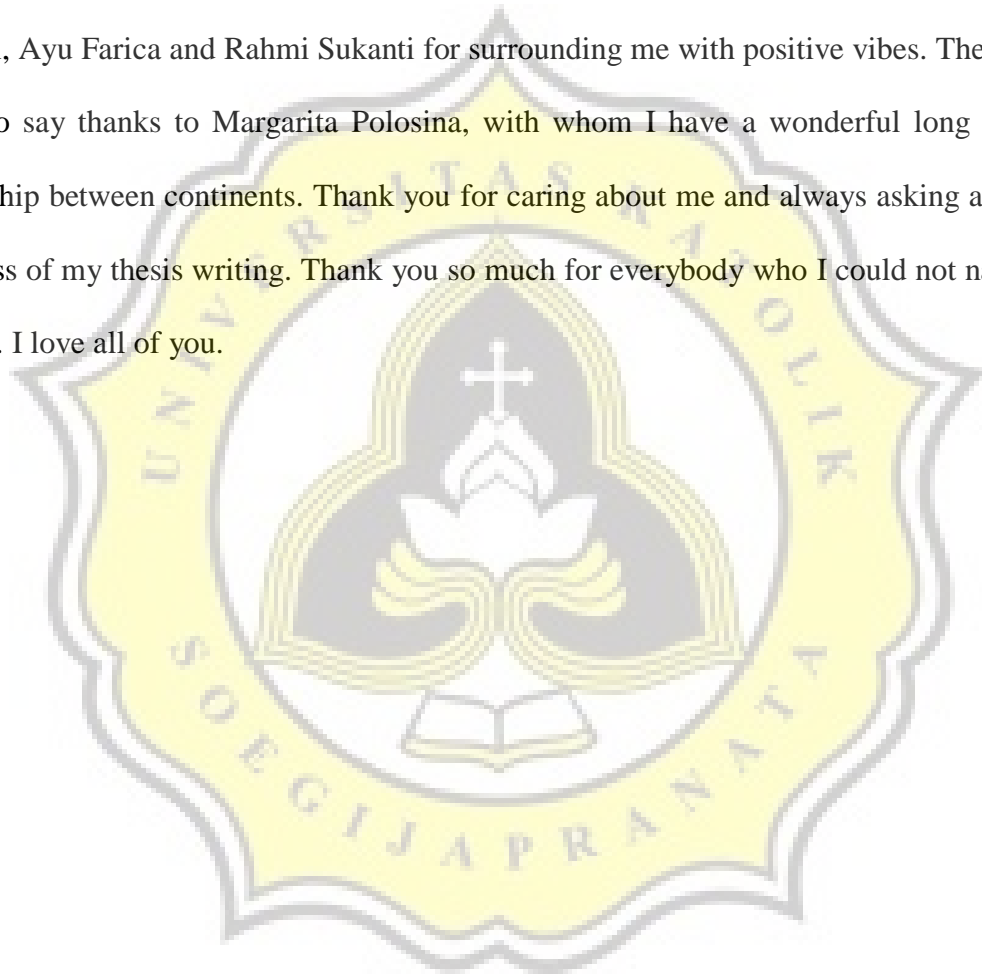 , Ayu Farica and Rahmi Sukanti for surrounding me with positive vibes. The
say thanks to Margarita Polosina, with whom I have a wonderful long
hip between continents. Thank you for caring about me and always asking a
ss of my thesis writing. Thank you so much for everybody who I could not na
. I love all of you.
UNIVERSITAS KATOLIK
SOEGIJAPRANATA